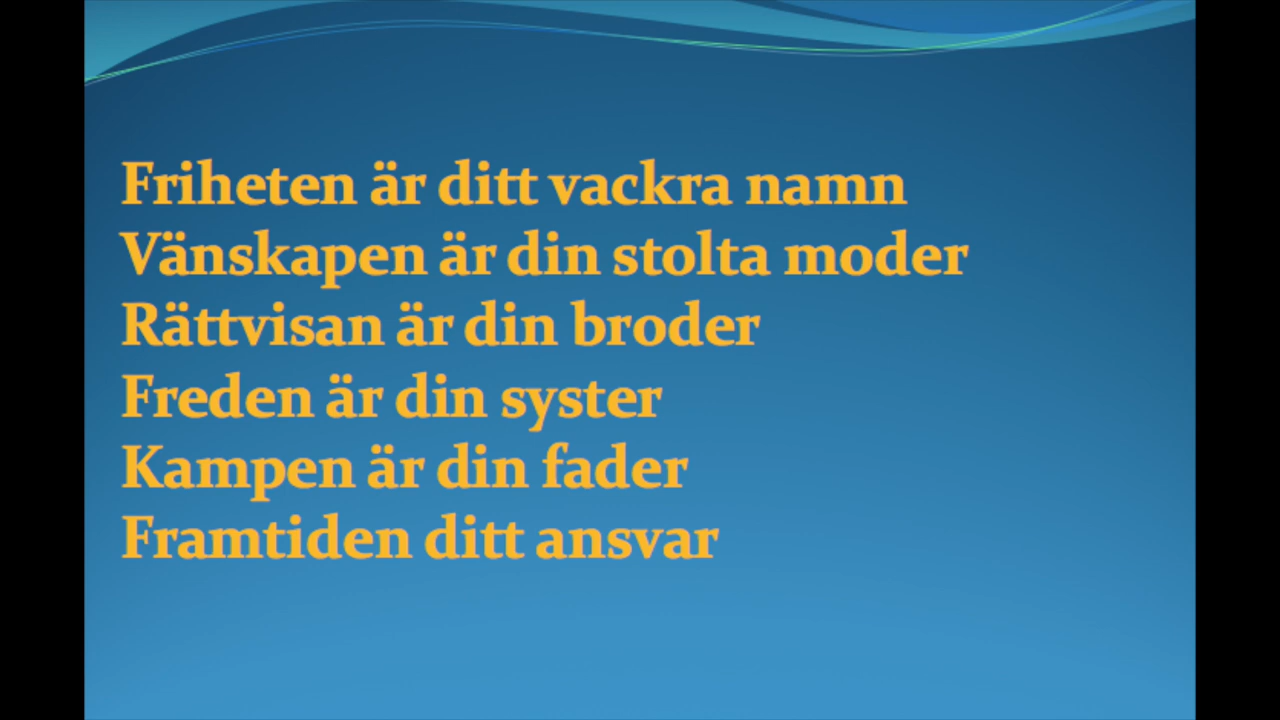 Friheten är ditt vackra namn
Vänskapen är din stolta moder
Rättvisan är din broder
Freden är din syster
Kampen är din fader
Framtiden ditt ansvar